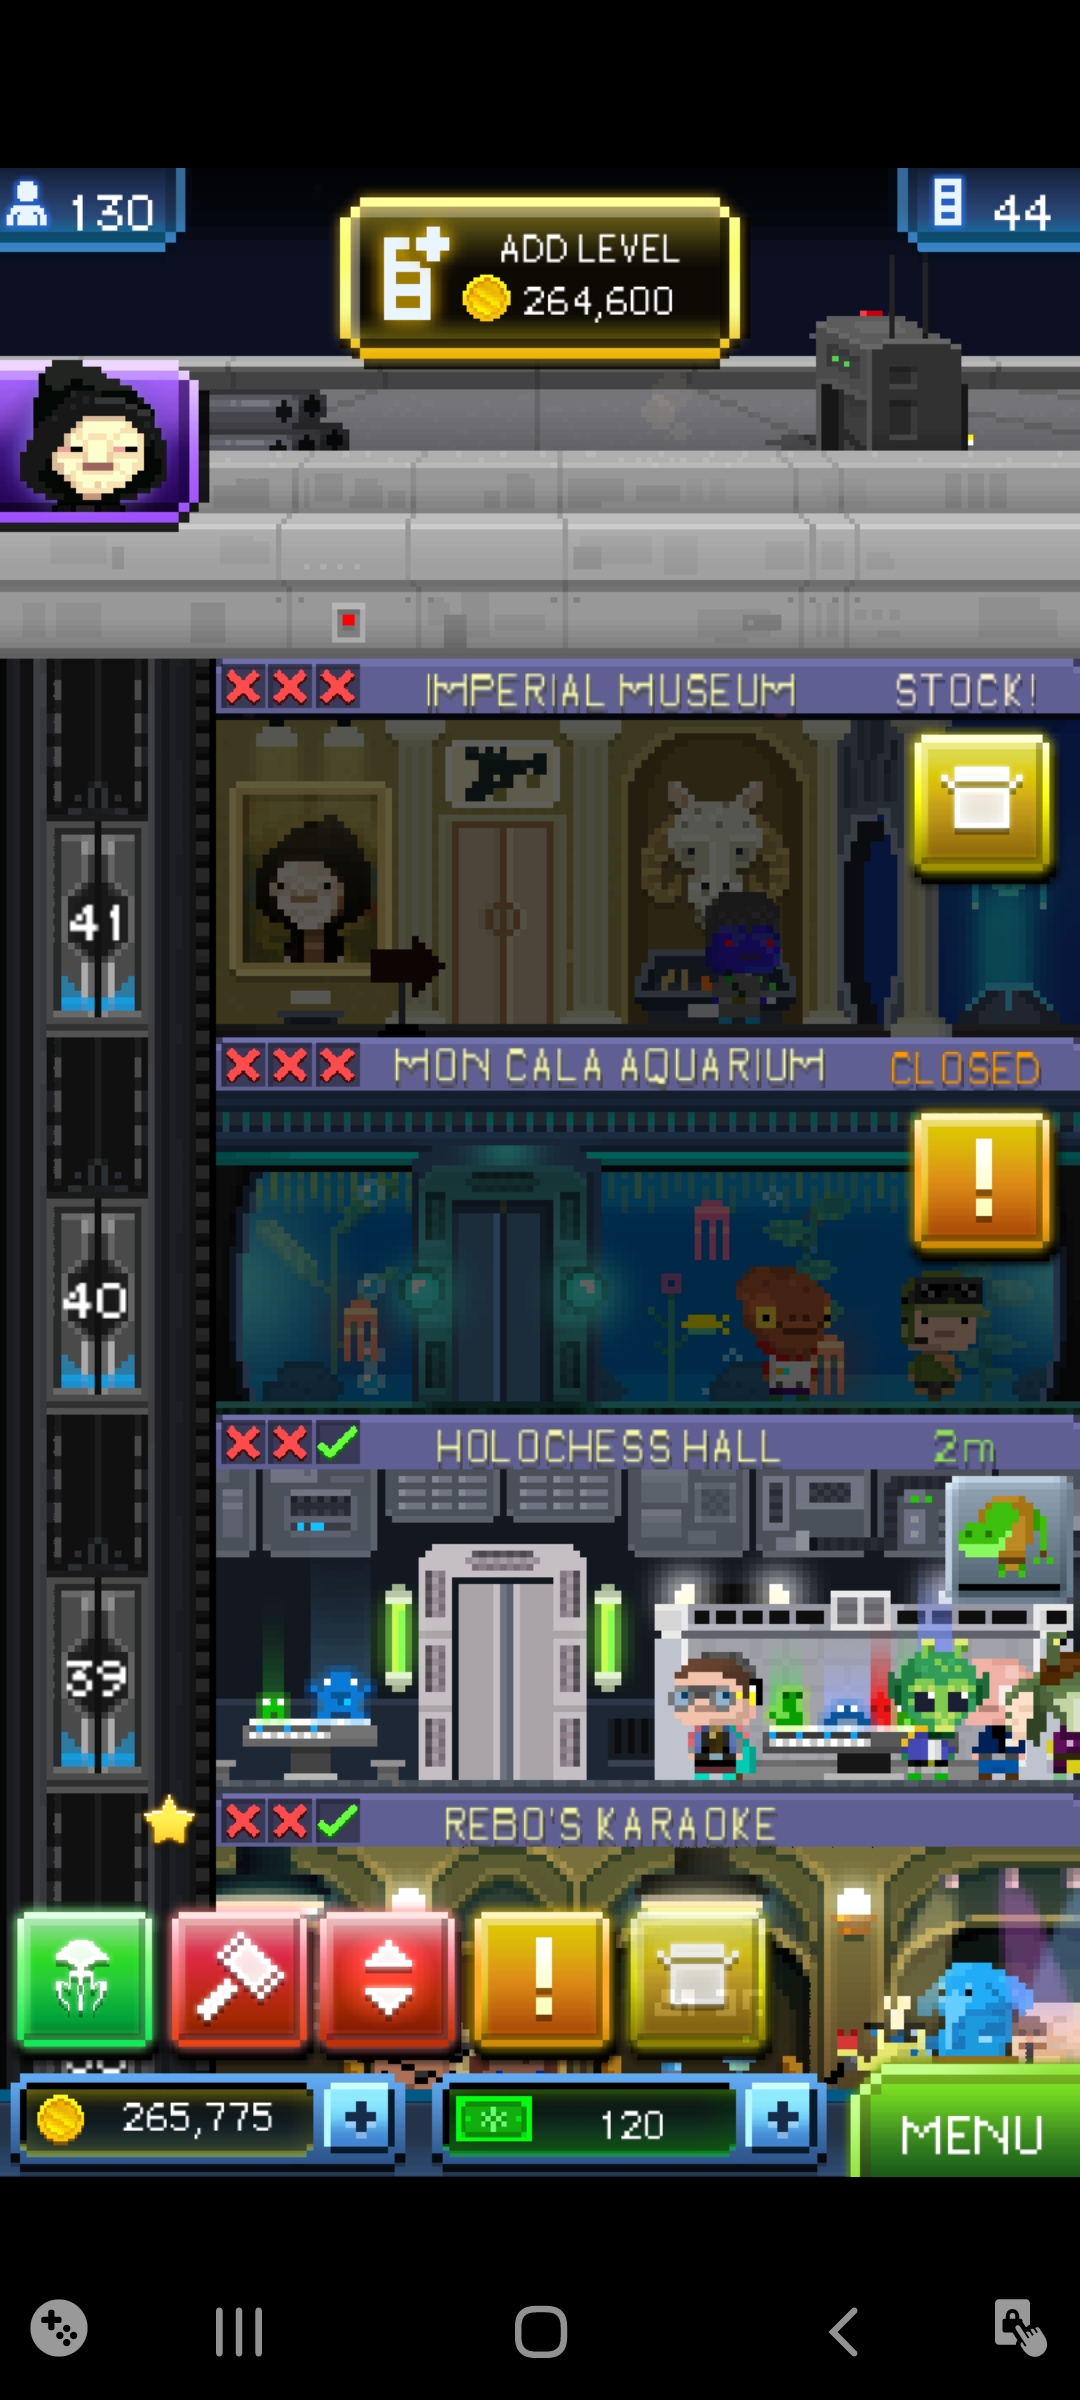 130
ADD LEVEL
264,600
44
IMPERIAL MUSEUM STOCK!
41
MON CALA AQUARIUM CLOSED
!
40
HOLOCHESS HALL 2m
39
REBO'S KARAOKE
!
265,775 + 120 + MENU